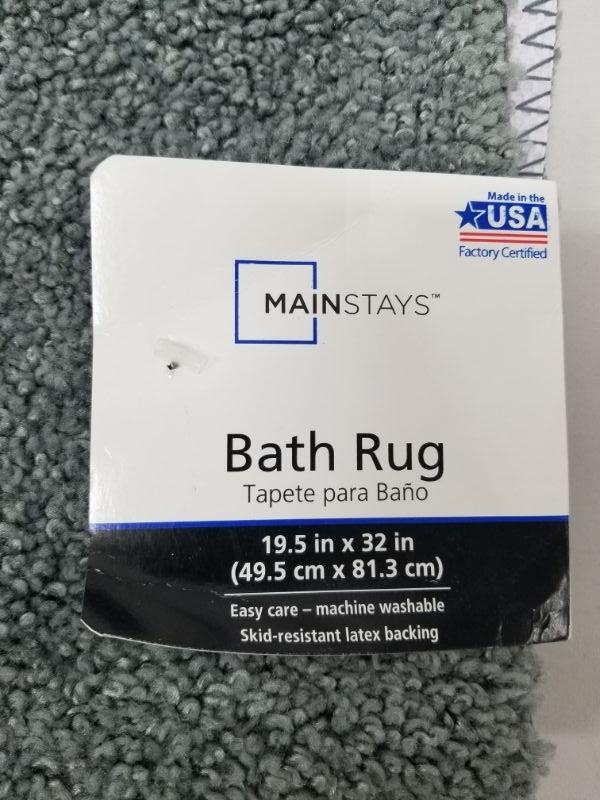 Made in the
USA
Factory Certified
MAINSTAYS™
Bath Rug
Tapete para Baño
19.5 in x 32 in
(49.5 cm x 81.3 cm)
Easy care – machine washable
Skid-resistant latex backing